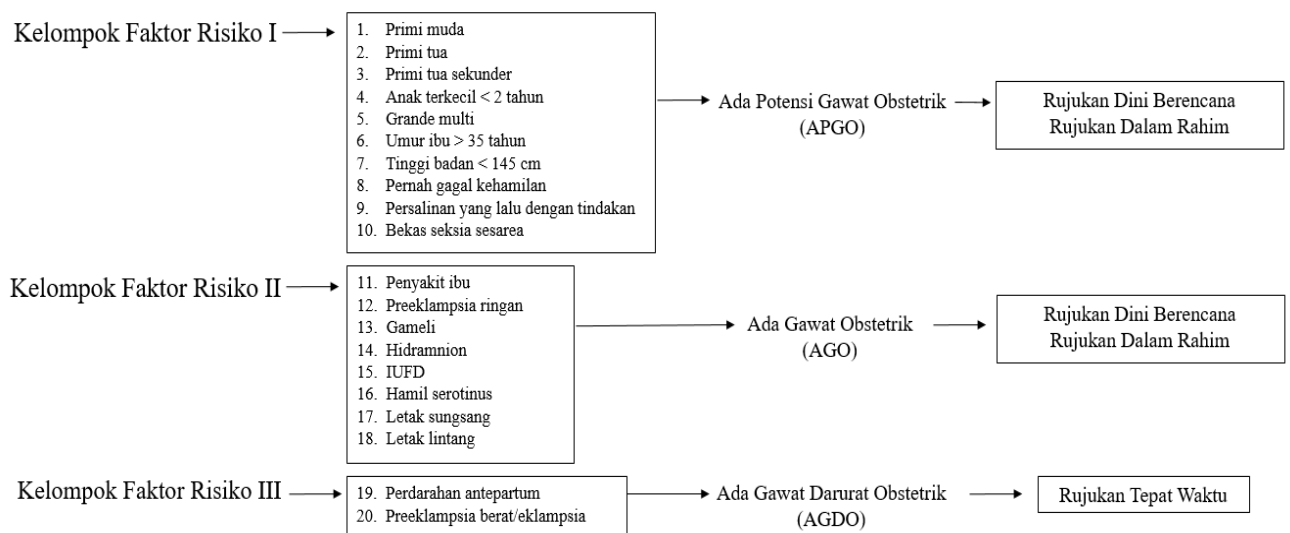 Kelompok Faktor Risiko I
1. Primi muda
2. Primi tua
3. Primi tua sekunder
4. Anak terkecil < 2 tahun
5. Grande multi
6. Umur ibu > 35 tahun
7. Tinggi badan < 145 cm
8. Pernah gagal kehamilan
9. Persalinan yang lalu dengan tindakan
10. Bekas seksia sesarea
Ada Potensi Gawat Obstetrik
(APGO)
Rujukan Dini Berencana
Rujukan Dalam Rahim
Kelompok Faktor Risiko II
11. Penyakit ibu
12. Preeklampsia ringan
13. Gameli
14. Hidramnion
15. IUFD
16. Hamil serotinus
17. Letak sungsang
18. Letak lintang
Ada Gawat Obstetrik
(AGO)
Rujukan Dini Berencana
Rujukan Dalam Rahim
Kelompok Faktor Risiko III
19. Perdarahan antepartum
20. Preeklampsia berat/eklampsia
Ada Gawat Darurat Obstetrik
(AGDO)
Rujukan Tepat Waktu